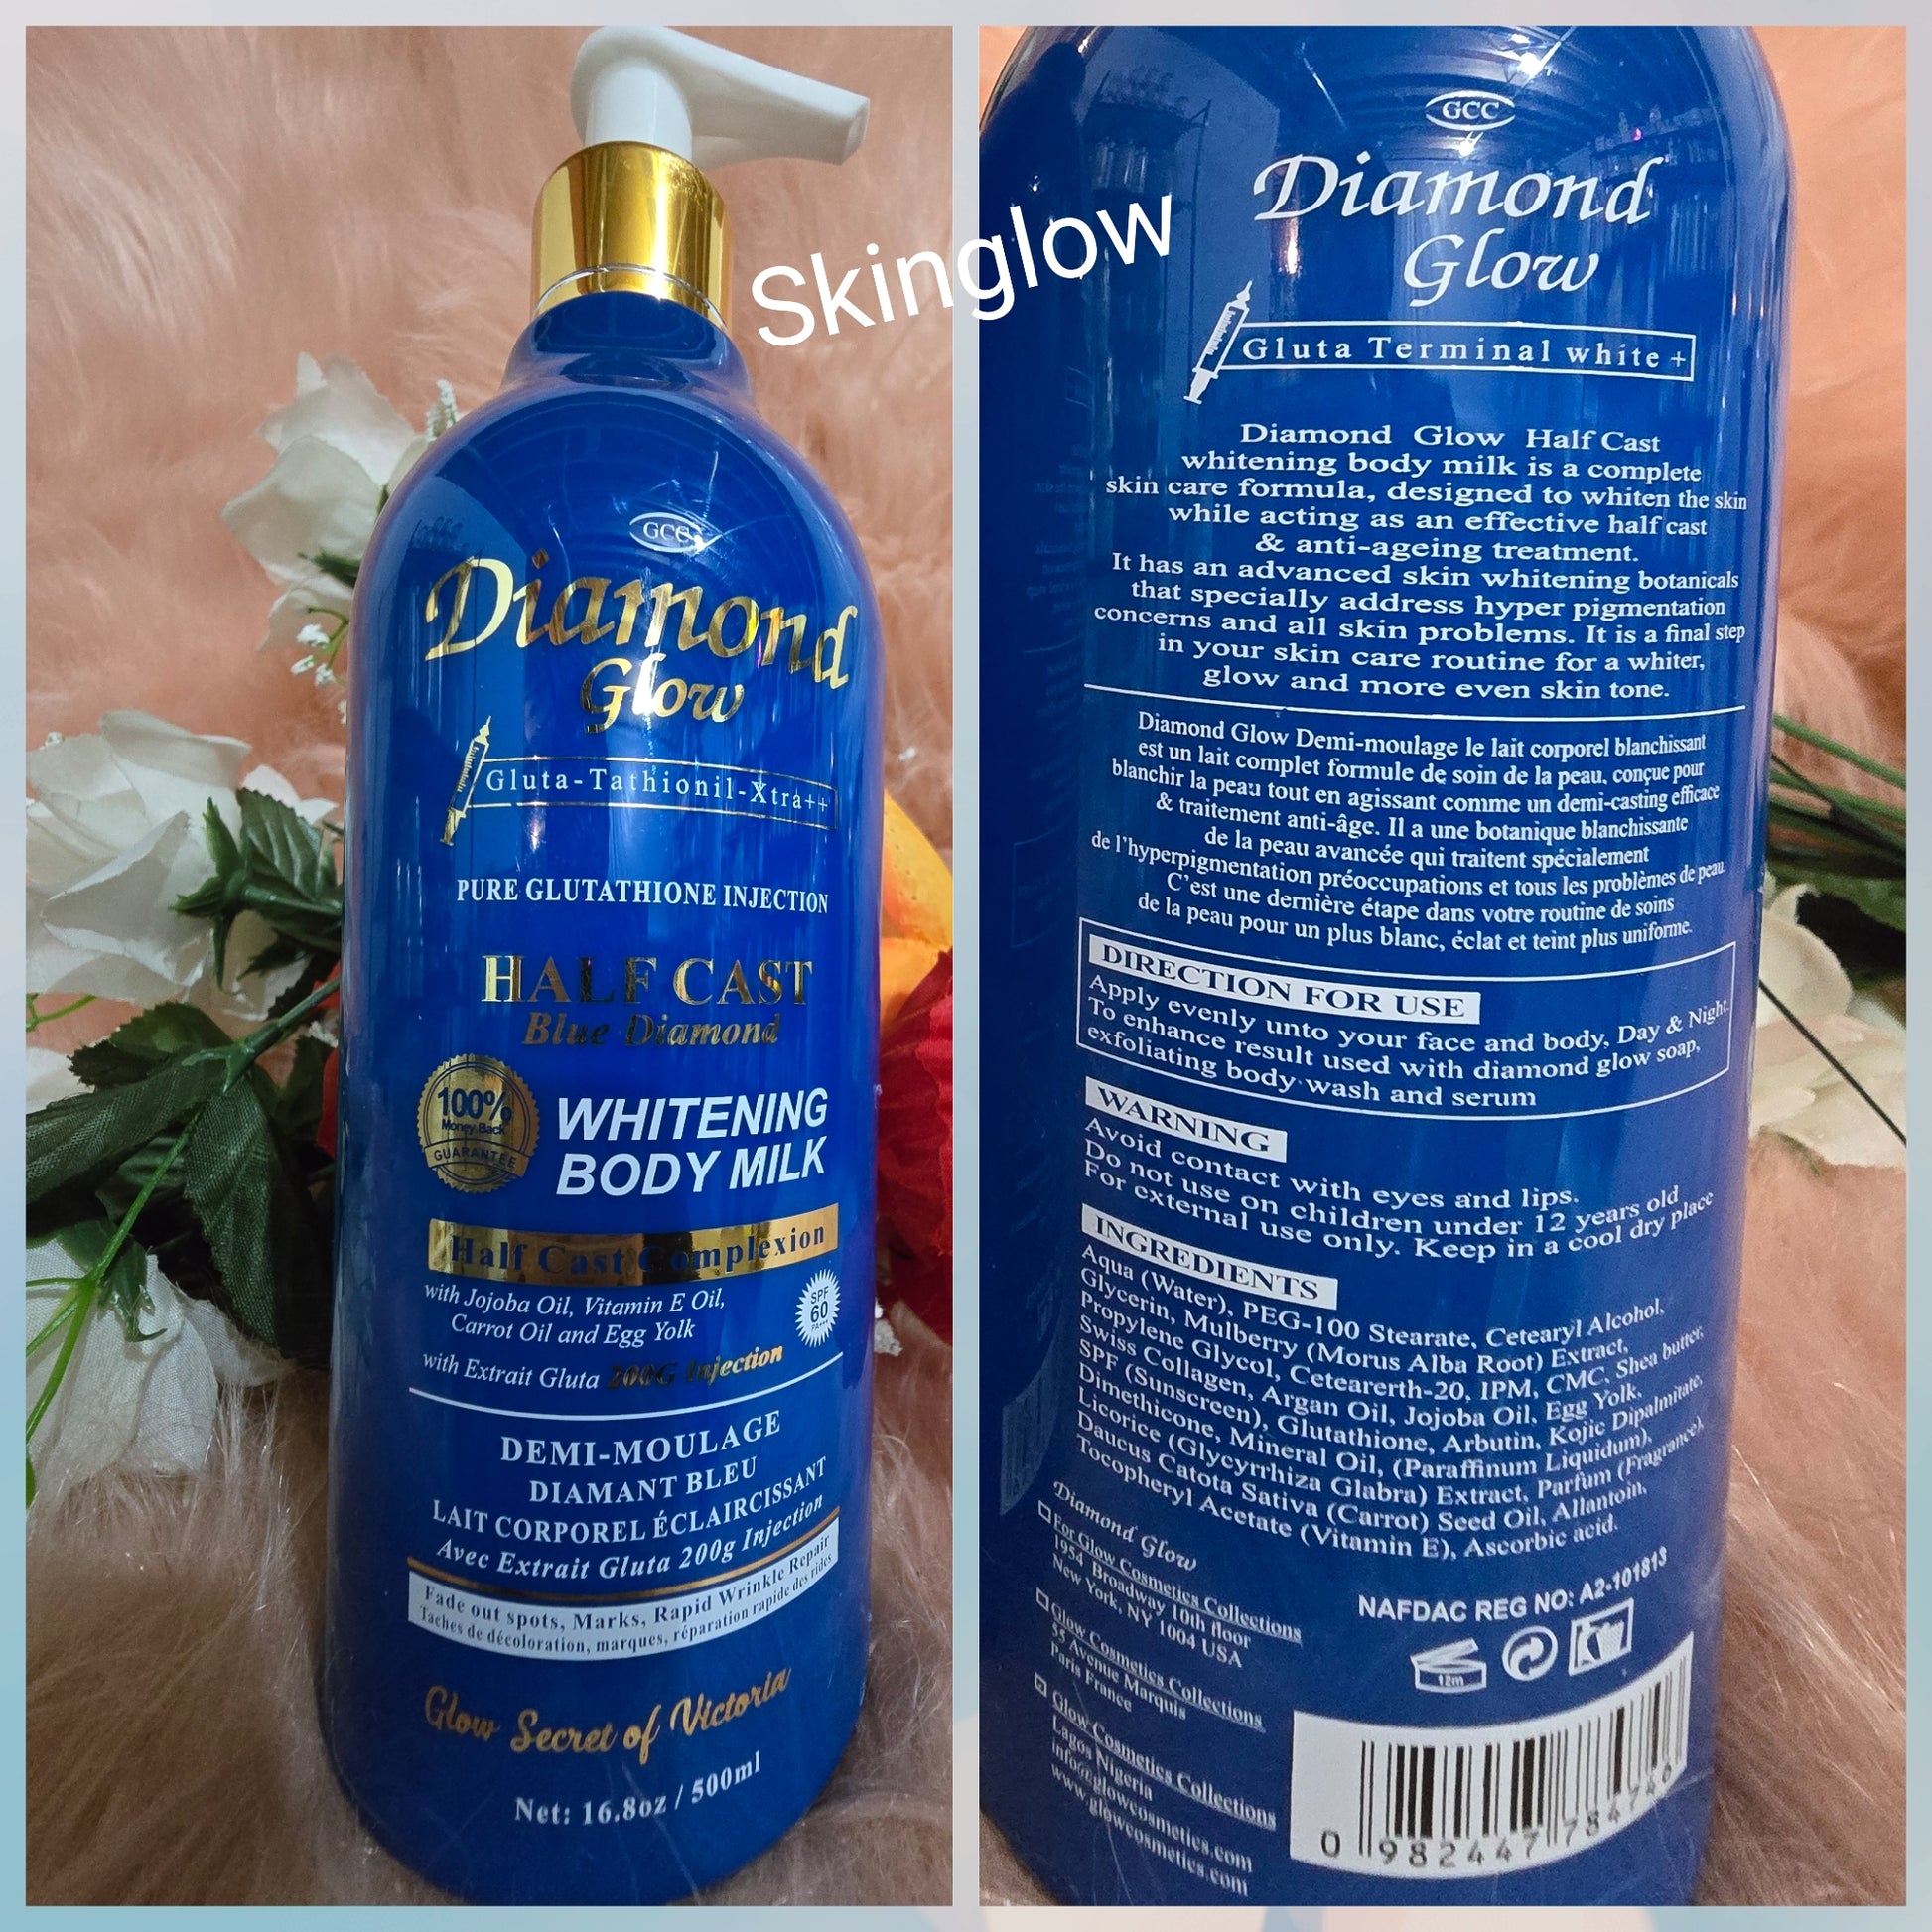 Skinglow
GCC
Diamond
Glow
Gluta-Tathionil-Xtra++
PURE GLUTATHIONE INJECTION
HALF CAST
Blue Diamond
100%
Money Back
GUARANTEE
WHITENING
BODY MILK
Half Cast Complexion
with Jojoba Oil, Vitamin E Oil,
Carrot Oil and Egg Yolk
SPF
60
with Extrait Gluta 200G Injection
DEMI-MOULAGE
DIAMANT BLEU
LAIT CORPOREL ÉCLAIRCISSANT
Avec Extrait Gluta 200g Injection
Fade out spots, Marks, Rapid Wrinkle Repair
Taches de décoloration, marques, réparation rapide des rides
Glow Secret of Victoria
Net: 16.8oz / 500ml
GCC
Diamond
Glow
Gluta Terminal white +
Diamond Glow Half Cast
whitening body milk is a complete
skin care formula, designed to whiten the skin
while acting as an effective half cast
& anti-ageing treatment.
It has an advanced skin whitening botanicals
that specially address hyper pigmentation
concerns and all skin problems. It is a final step
in your skin care routine for a whiter,
glow and more even skin tone.
Diamond Glow Demi-moulage le lait corporel blanchissant
est un lait complet formule de soin de la peau, conçue pour
blanchir la peau tout en agissant comme un demi-casting efficace
& traitement anti-âge. Il a une botanique blanchissante
de la peau avancée qui traitent spécialement
de l'hyperpigmentation préoccupations et tous les problèmes de peau.
C'est une dernière étape dans votre routine de soins
de la peau pour un plus blanc, éclat et teint plus uniforme.
DIRECTION FOR USE
Apply evenly unto your face and body, Day & Night.
To enhance result used with diamond glow soap,
exfoliating body wash and serum
WARNING
Avoid contact with eyes and lips.
Do not use on children under 12 years old
For external use only. Keep in a cool dry place
INGREDIENTS
Aqua (Water), PEG-100 Stearate, Cetearyl Alcohol,
Glycerin, Mulberry (Morus Alba Root) Extract,
Propylene Glycol, Cetearerth-20, IPM, CMC, Shea butter,
Swiss Collagen, Argan Oil, Jojoba Oil, Egg Yolk,
SPF (Sunscreen), Glutathione, Arbutin, Kojic Dipalmitate,
Dimethicone, Mineral Oil, (Paraffinum Liquidum),
Licorice (Glycyrrhiza Glabra) Extract, Parfum (Fragrance),
Daucus Catota Sativa (Carrot) Seed Oil, Allantoin,
Tocopheryl Acetate (Vitamin E), Ascorbic acid.
Diamond Glow
For Glow Cosmetics Collections
1954 Broadway 10th floor
New York, NY 1004 USA
Glow Cosmetics Collections
55 Avenue Marquis
Paris France
Glow Cosmetics Collections
Lagos Nigeria
info@glowcosmetics.com
www.glowcosmetics.com
NAFDAC REG NO: A2-101813
12m
0 982447 784746